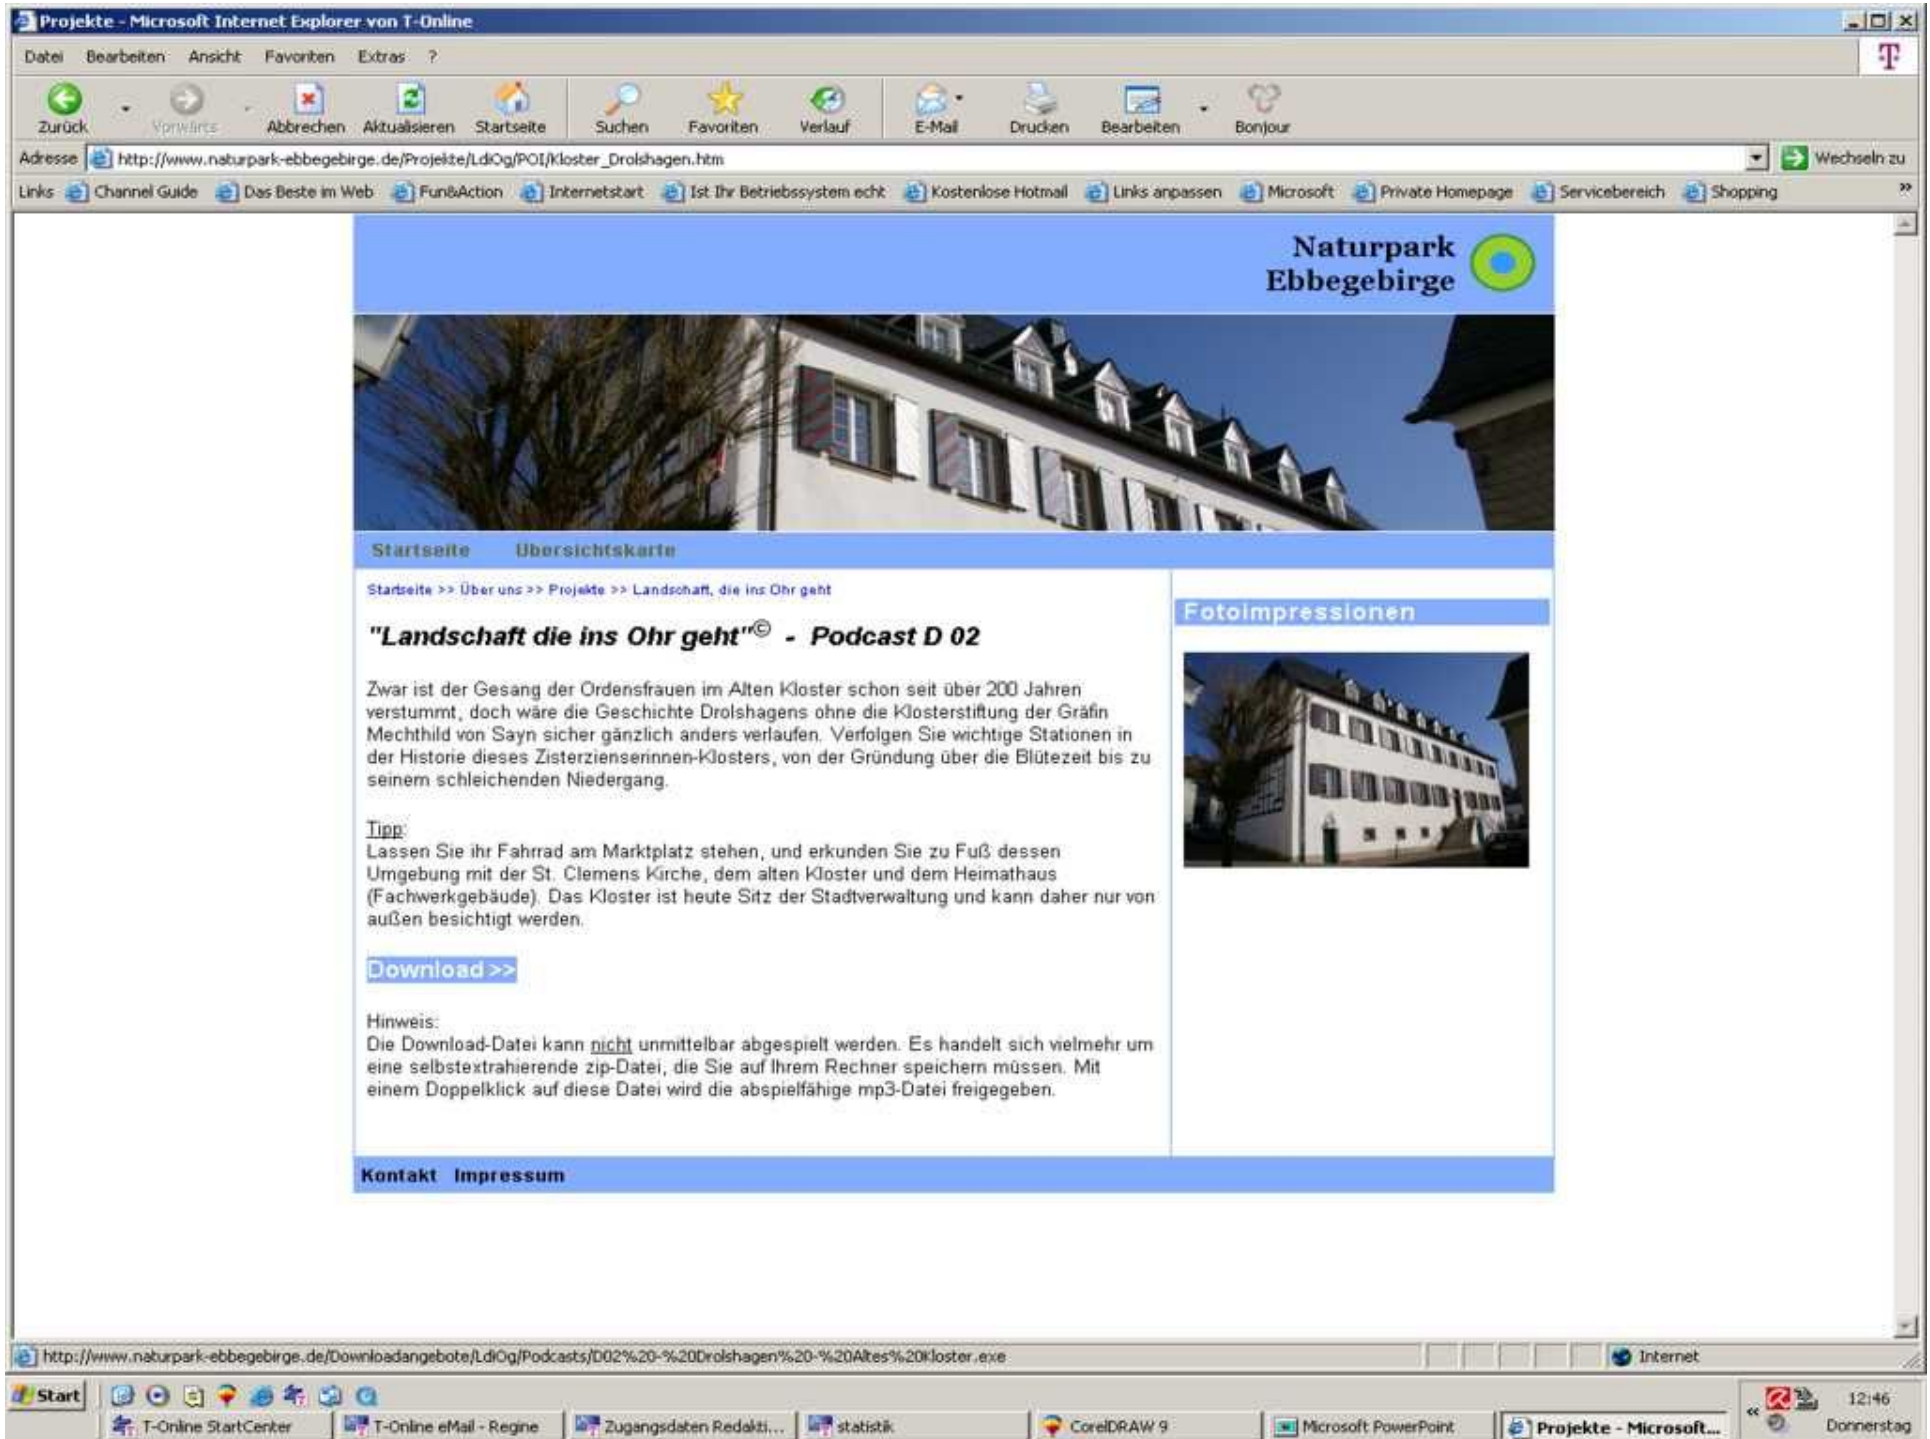 Projekte - Microsoft Internet Explorer von T-Online
Datei Bearbeiten Ansicht Favoriten Extras ?
Zurück Vorwärts Abbrechen Aktualisieren Startseite Suchen Favoriten Verlauf E-Mail Drucken Bearbeiten Bonjour
Adresse http://www.naturpark-ebbegebirge.de/Projekte/LdiOg/POI/Kloster_Drolshagen.htm Wechseln zu
Links Channel Guide Das Beste im Web Fun&Action Internetstart Ist Ihr Betriebssystem echt Kostenlose Hotmail Links anpassen Microsoft Private Homepage Servicebereich Shopping »
Naturpark
Ebbegebirge
Startseite Übersichtskarte
Startseite >> Über uns >> Projekte >> Landschaft, die ins Ohr geht
"Landschaft die ins Ohr geht"© - Podcast D 02
Zwar ist der Gesang der Ordensfrauen im Alten Kloster schon seit über 200 Jahren
verstummt, doch wäre die Geschichte Drolshagens ohne die Klosterstiftung der Gräfin
Mechthild von Sayn sicher gänzlich anders verlaufen. Verfolgen Sie wichtige Stationen in
der Historie dieses Zisterzienserinnen-Klosters, von der Gründung über die Blütezeit bis zu
seinem schleichenden Niedergang.
Tipp:
Lassen Sie ihr Fahrrad am Marktplatz stehen, und erkunden Sie zu Fuß dessen
Umgebung mit der St. Clemens Kirche, dem alten Kloster und dem Heimathaus
(Fachwerkgebäude). Das Kloster ist heute Sitz der Stadtverwaltung und kann daher nur von
außen besichtigt werden.
Download >>
Hinweis:
Die Download-Datei kann nicht unmittelbar abgespielt werden. Es handelt sich vielmehr um
eine selbstextrahierende zip-Datei, die Sie auf Ihrem Rechner speichern müssen. Mit
einem Doppelklick auf diese Datei wird die abspielfähige mp3-Datei freigegeben.
Fotoimpressionen
Kontakt Impressum
http://www.naturpark-ebbegebirge.de/Downloadangebote/LdiOg/Podcasts/D02%20-%20Drolshagen%20-%20Altes%20Kloster.exe Internet
Start « 12:46
T-Online StartCenter T-Online eMail - Regine Zugangsdaten Redakti... statistik CorelDRAW 9 Microsoft PowerPoint Projekte - Microsoft... Donnerstag